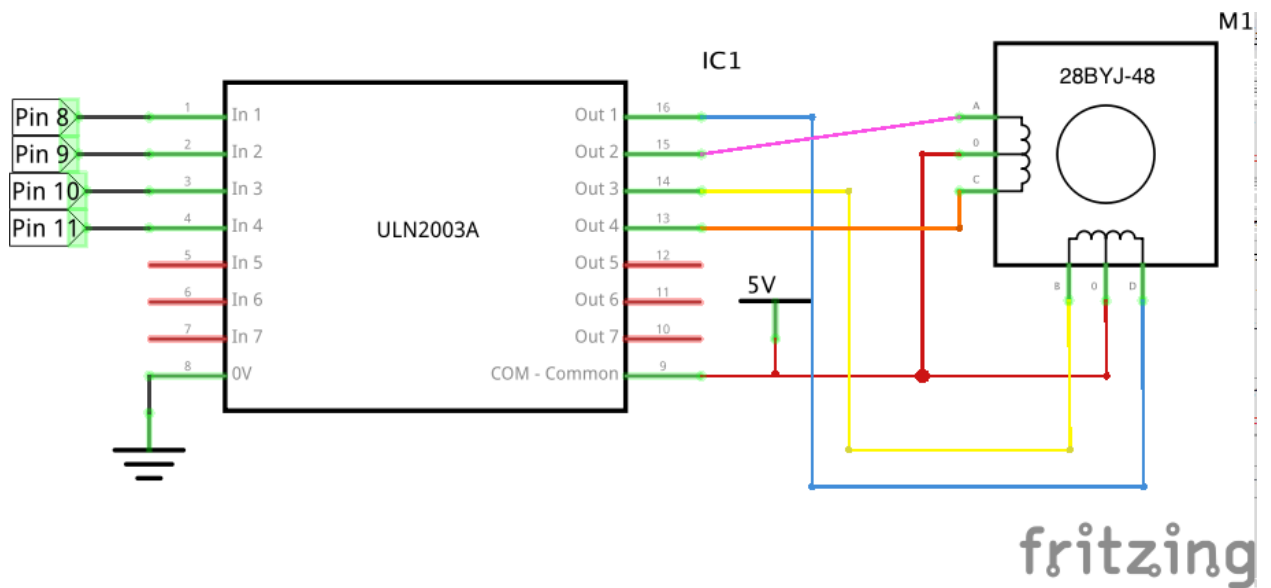 M1
IC1
28BYJ-48
Pin 8
1
In 1
Out 1
16
A
Pin 9
2
In 2
Out 2
15
0
Pin 10
3
In 3
Out 3
14
C
Pin 11
4
In 4
ULN2003A
Out 4
13
5
In 5
Out 5
12
6
In 6
Out 6
11
5V
B
0
D
7
In 7
Out 7
10
8
0V
COM - Common
9
fritzing